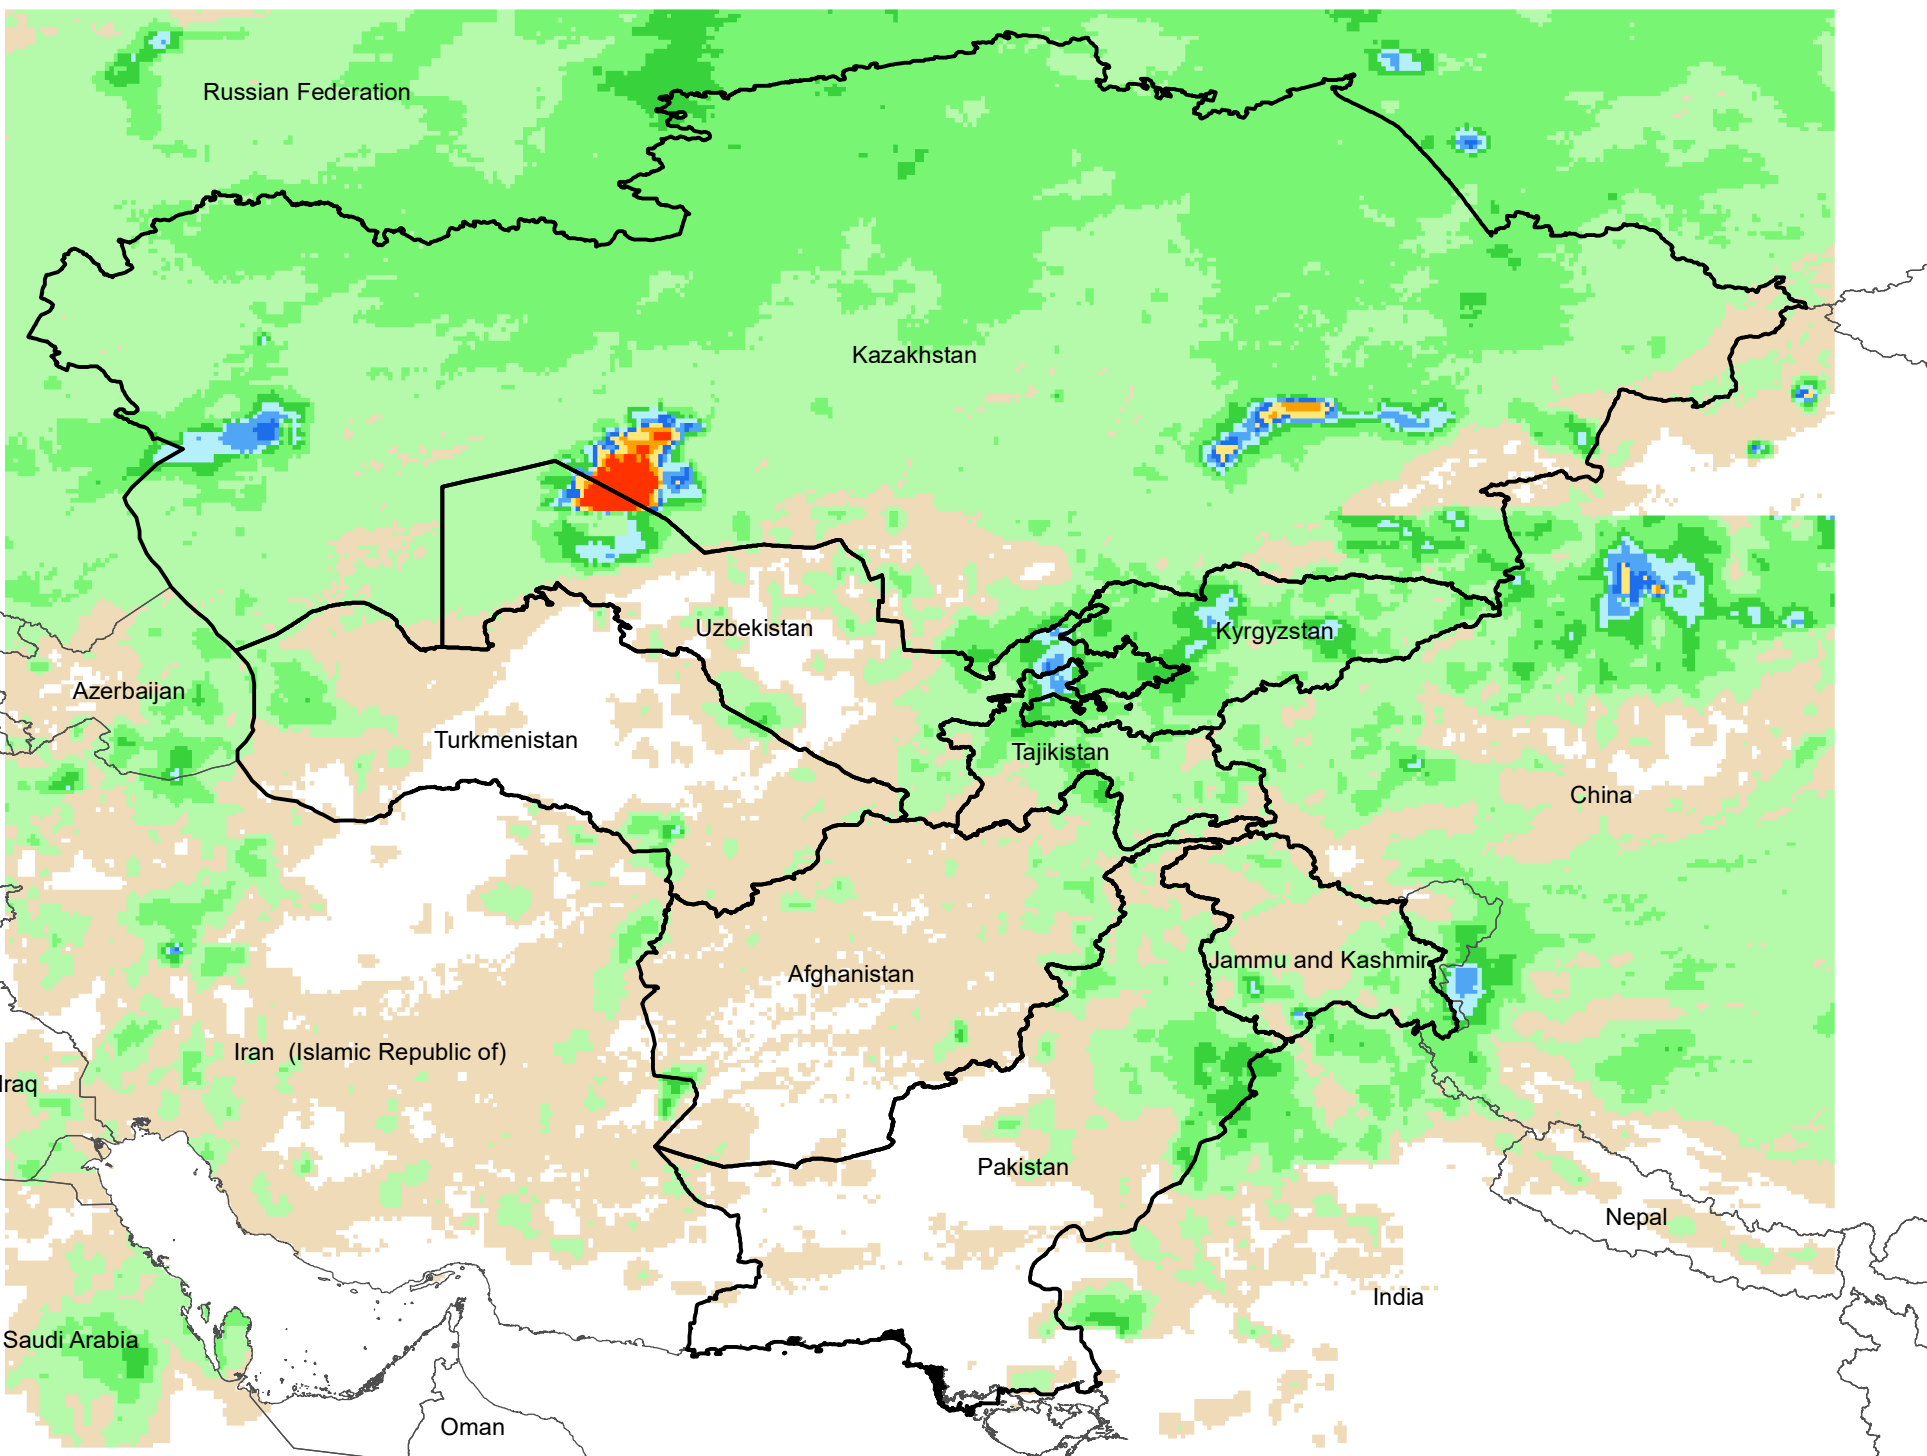 Russian Federation
Kazakhstan
Uzbekistan
Kyrgyzstan
Azerbaijan
Turkmenistan
Tajikistan
China
Jammu and Kashmir
Afghanistan
Iran  (Islamic Republic of)
Iraq
Pakistan
Nepal
India
Saudi Arabia
Oman